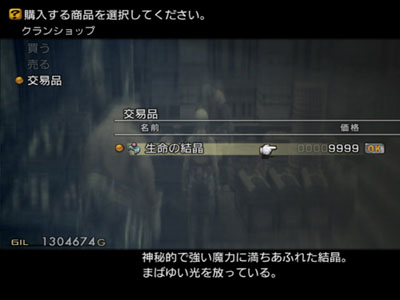 購入する商品を選択してください。
クランショップ
買う
売る
交易品
交易品
名前 価格
生命の結晶 00009999 OK
GIL 1304674G
神秘的で強い魔力に満ちあふれた結晶。
まばゆい光を放っている。